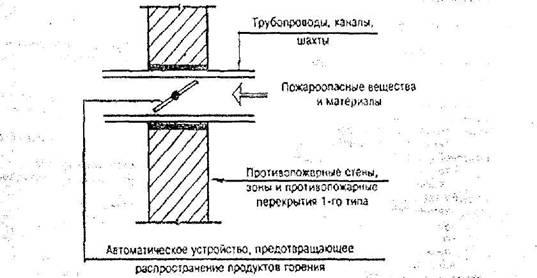 Трубопроводы, каналы,
шахты
Пожароопасные вещества
и материалы
Противопожарные стены,
зоны и противопожарные
перекрытия 1-го типа
Автоматическое устройство, предотвращающее
распространение продуктов горения